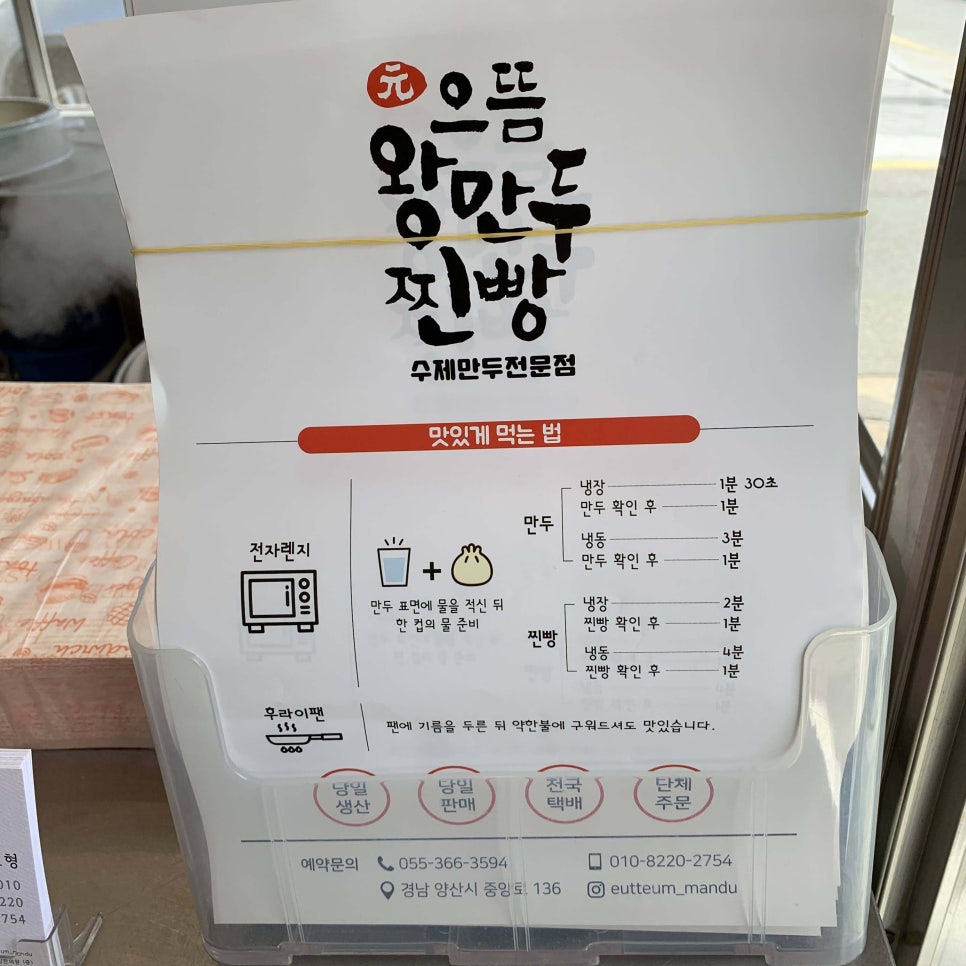 元 으뜸
왕만두
찐빵
수제만두전문점
맛있게 먹는 법
전자렌지
만두 표면에 물을 적신 뒤
한 컵의 물 준비
만두
냉장 1분 30초
만두 확인 후 1분
냉동 3분
만두 확인 후 1분
찐빵
냉장 2분
찐빵 확인 후 1분
냉동 4분
찐빵 확인 후 1분
후라이팬
팬에 기름을 두른 뒤 약한불에 구워드셔도 맛있습니다.
당일
생산
당일
판매
전국
택배
단체
주문
예약문의 055-366-3594 010-8220-2754
경남 양산시 중앙로 136 eutteum_mandu
형
010
220
754